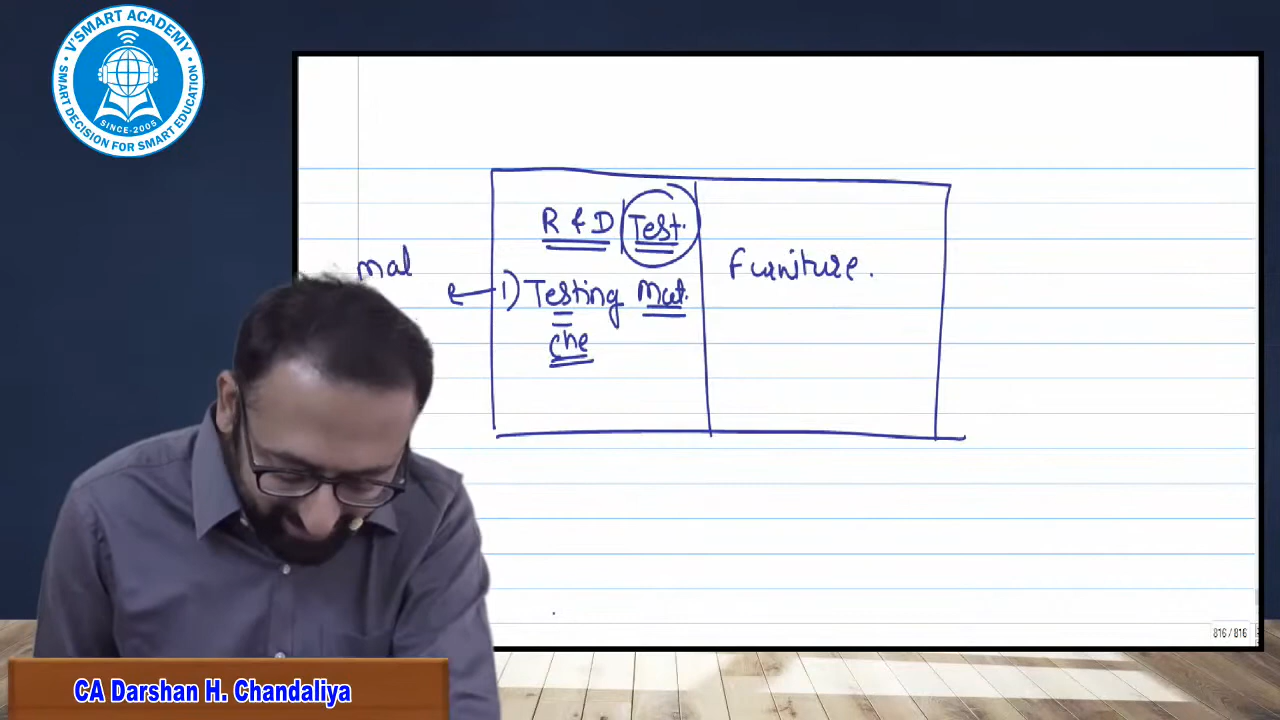 V'SMART ACADEMY
SMART DECISION FOR SMART EDUCATION
SINCE-2005
R & D Test.
Furniture.
mal
1) Testing Mat.
Che
816 / 816
CA Darshan H. Chandaliya